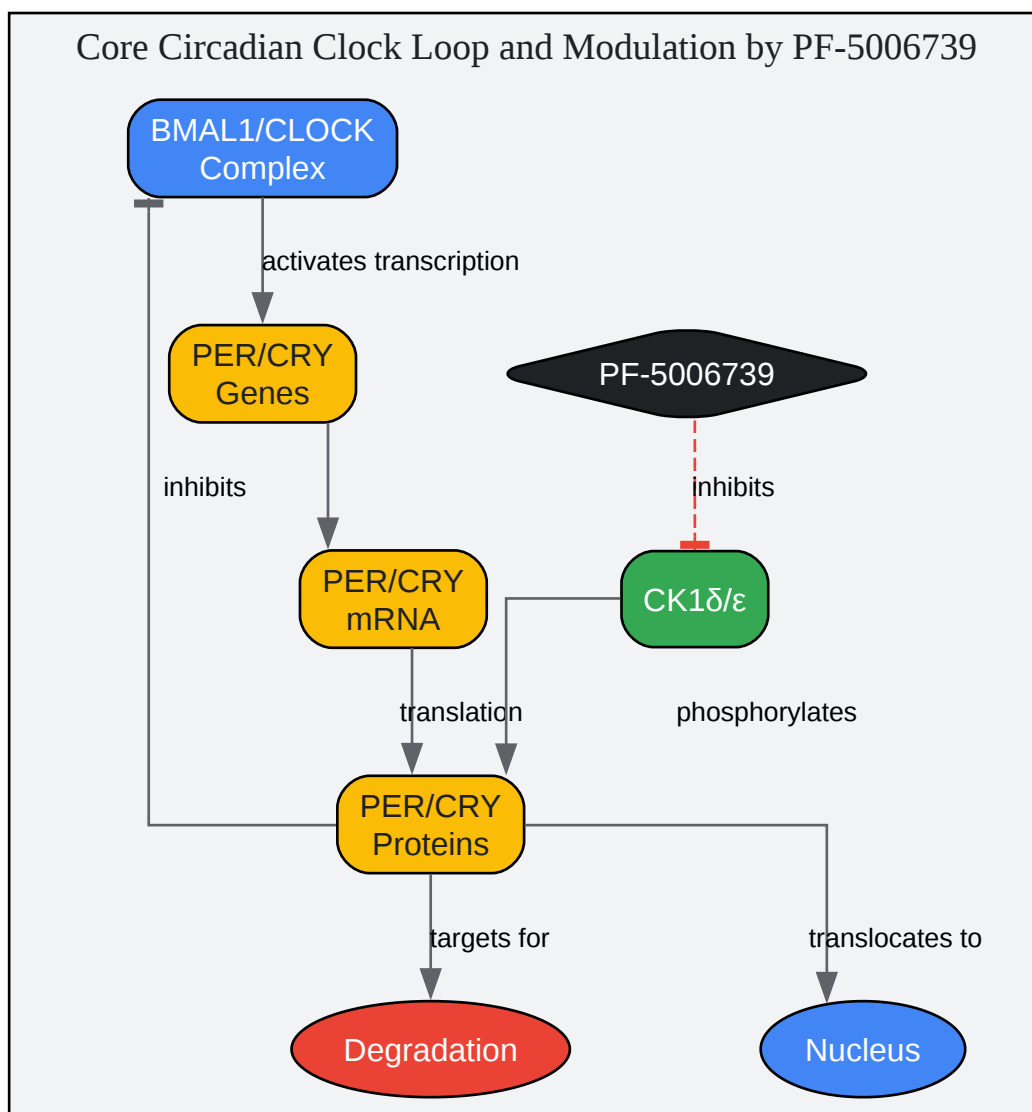 Core Circadian Clock Loop and Modulation by PF-5006739
BMAL1/CLOCK
Complex
activates transcription
PER/CRY
Genes
PF-5006739
inhibits
inhibits
PER/CRY
mRNA
CK1δ/ε
translation
phosphorylates
PER/CRY
Proteins
targets for
translocates to
Degradation
Nucleus